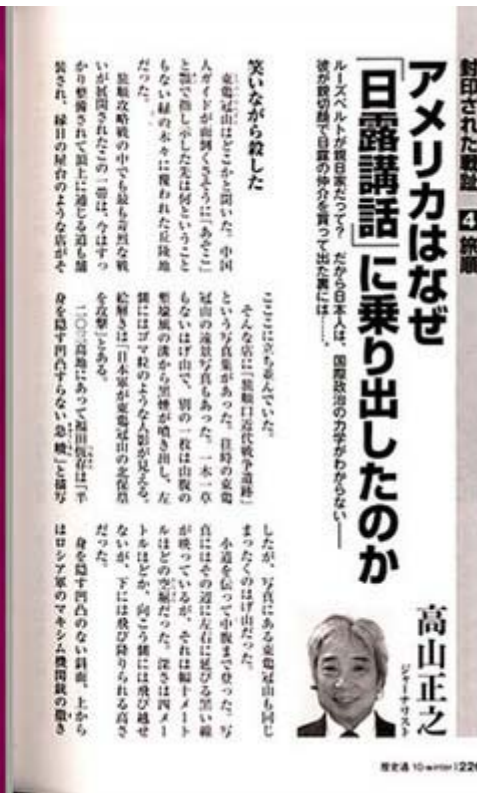 封印された戦跡 4 旅順
アメリカはなぜ
「日露講話」に乗り出したのか
ルーズベルトが親日家だって？ だから日本人は、国際政治の力学がわからない――
彼が親切顔で日露の仲介を買って出た裏には……。
高山正之
ジャーナリスト
笑いながら殺した
東鶏冠山はどこかと聞いた。中国
人ガイドが面倒くさそうに「あそこ」
と顎で指し示した先は何というこ
もない緑の木々に覆われた丘陵地
だった。
旅順攻略戦の中でも最も苛烈な戦
いが展開されたこの一帯は、今はすっ
かり整備されて頂上に通じる道も舗
装され、縁日の屋台のような店がそ
ここに立ち並んでいた。
そんな店に『旅順口近代戦争遺跡』
という写真集があった。往時の東鶏
冠山の遠景写真もあった。一木一草
もないはげ山で、別の一枚は山腹の
塹壕風の溝から黒煙が噴き出し、左
側にはゴマ粒のような人影が見える。
絵解きは「日本軍が東鶏冠山の北保塁
を攻撃」とある。
二〇三高地にあって福田恆存は「半
身を隠す凹凸すらない急峻」と描写
したが、写真にある東鶏冠山も同じ
まったくのはげ山だった。
小道を伝って中腹まで登った。写
真にはその辺に左右に延びる黒い線
が映っているが、それは幅十メート
ルほどの空堀だった。深さは四メー
トルほどか、向こう側には飛び越せ
ないが、下には飛び降りられる高さ
だった。
身を隠す凹凸のない斜面、上から
はロシア軍のマキシム機関銃の撒き
歴史通 10・winter 226